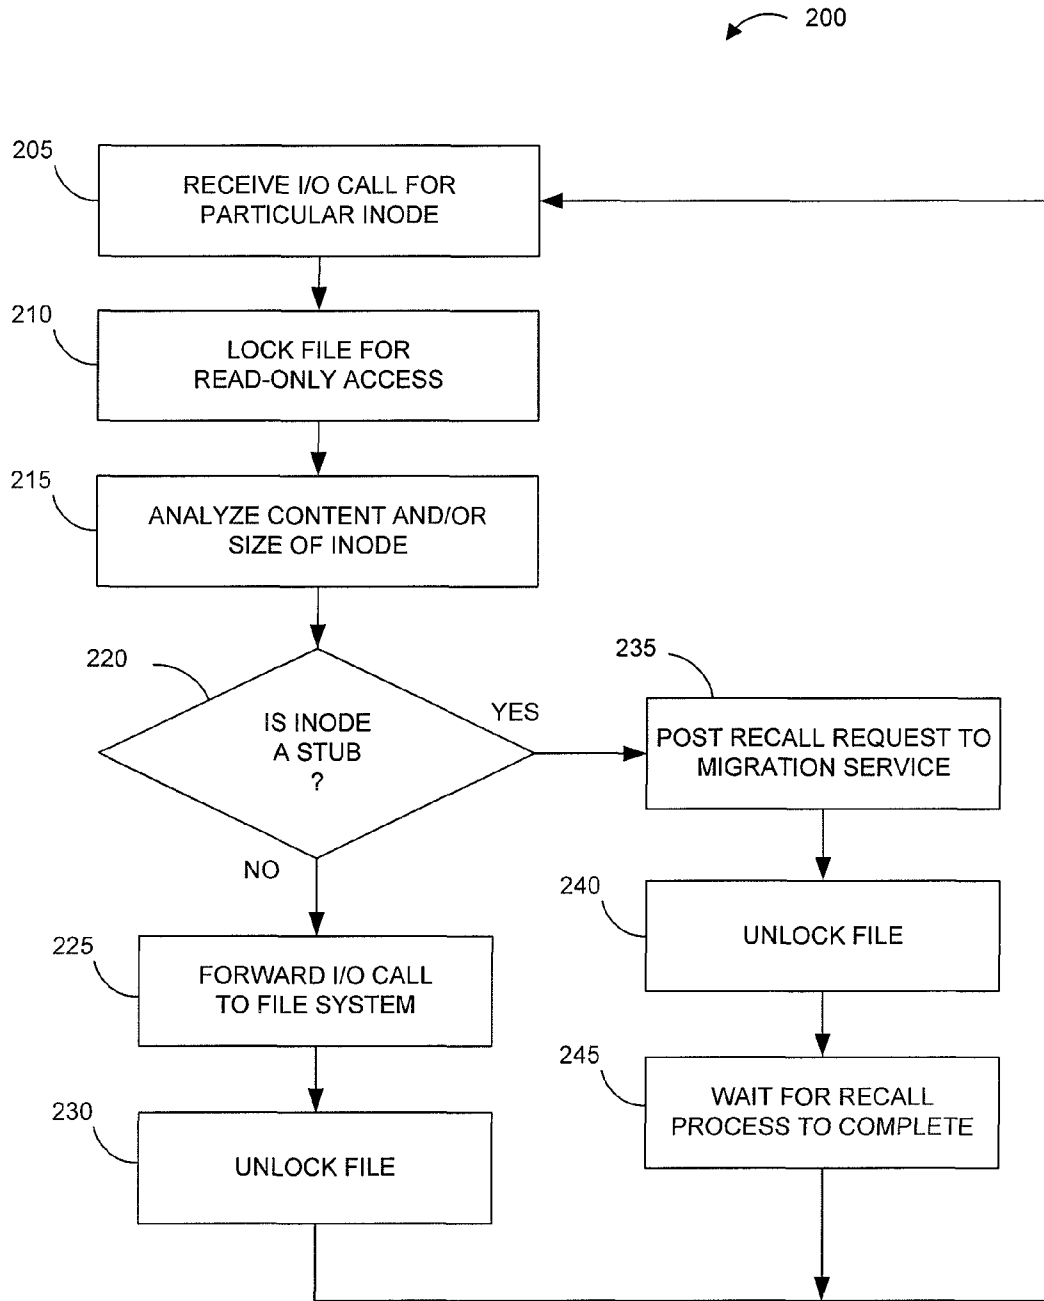 200
205
RECEIVE I/O CALL FOR
PARTICULAR INODE
210
LOCK FILE FOR
READ-ONLY ACCESS
215
ANALYZE CONTENT AND/OR
SIZE OF INODE
220
IS INODE
A STUB
?
YES
NO
235
POST RECALL REQUEST TO
MIGRATION SERVICE
240
UNLOCK FILE
245
WAIT FOR RECALL
PROCESS TO COMPLETE
225
FORWARD I/O CALL
TO FILE SYSTEM
230
UNLOCK FILE